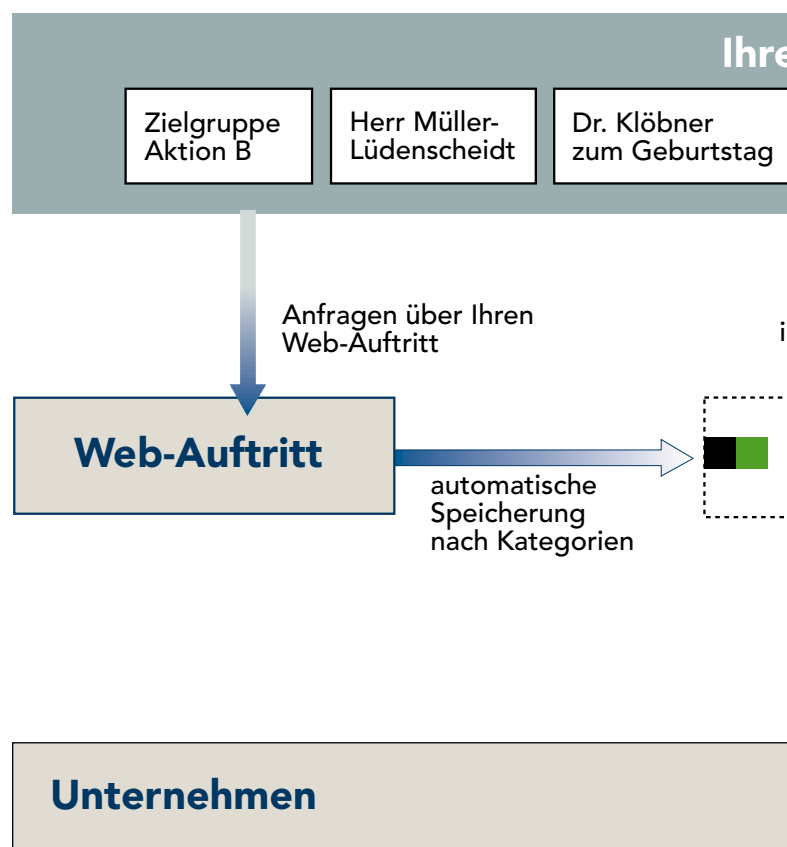 Ihre
Zielgruppe
Aktion B
Herr Müller-
Lüdenscheidt
Dr. Klöbner
zum Geburtstag
Anfragen über Ihren
Web-Auftritt
i
Web-Auftritt
automatische
Speicherung
nach Kategorien
Unternehmen